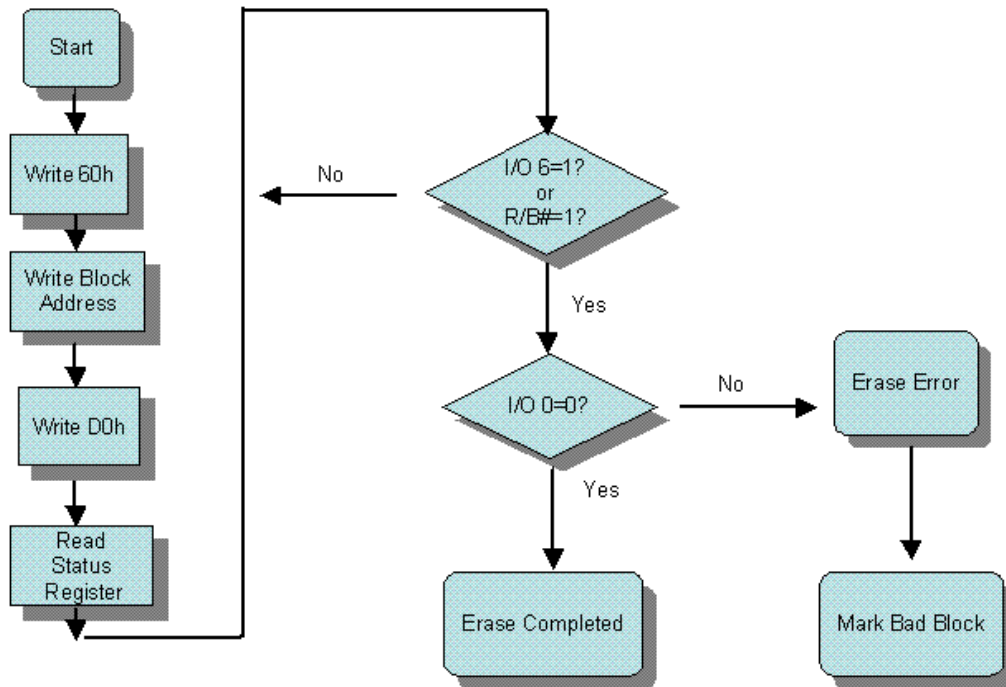 Start
Write 60h
Write Block
Address
Write D0h
Read
Status
Register
I/O 6=1?
or
R/B#=1?
No
Yes
I/O 0=0?
No
Yes
Erase Error
Erase Completed
Mark Bad Block